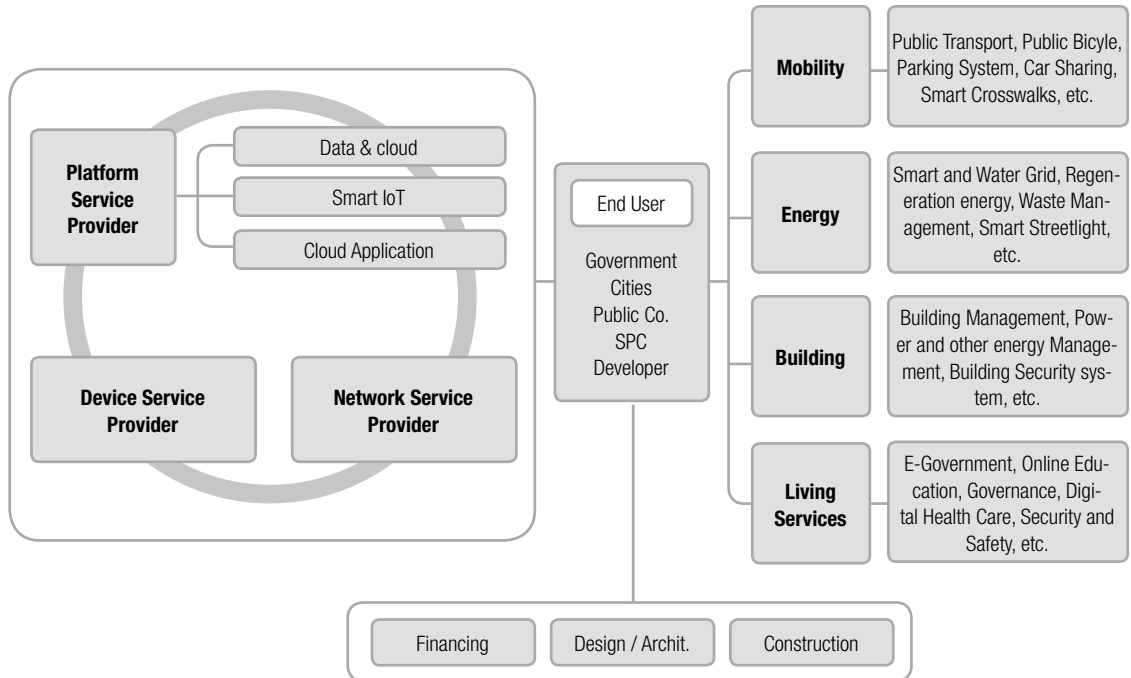 Platform
Service
Provider
Data & cloud
Smart IoT
Cloud Application
Device Service
Provider
Network Service
Provider
End User
Government
Cities
Public Co.
SPC
Developer
Mobility
Public Transport, Public Bicyle,
Parking System, Car Sharing,
Smart Crosswalks, etc.
Energy
Smart and Water Grid, Regen-
eration energy, Waste Man-
agement, Smart Streetlight,
etc.
Building
Building Management, Pow-
er and other energy Manage-
ment, Building Security sys-
tem, etc.
Living
Services
E-Government, Online Edu-
cation, Governance, Digi-
tal Health Care, Security and
Safety, etc.
Financing
Design / Archit.
Construction